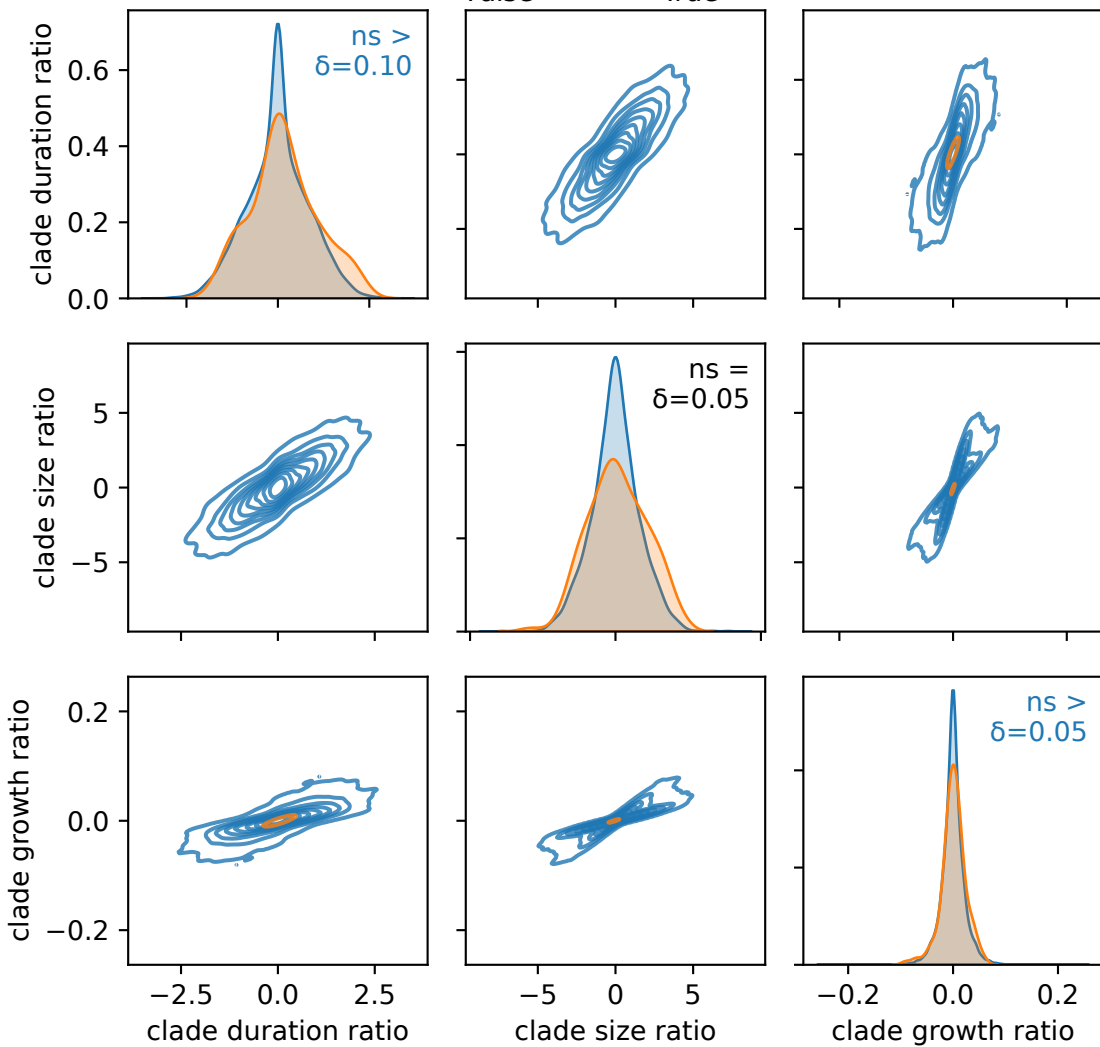 clade duration ratio
0.6
0.4
0.2
0.0
ns >
δ=0.10
clade size ratio
5
0
−5
ns =
δ=0.05
clade growth ratio
0.2
0.0
−0.2
ns >
δ=0.05
−2.5 0.0 2.5
−5 0 5
−0.2 0.0 0.2
clade duration ratio
clade size ratio
clade growth ratio